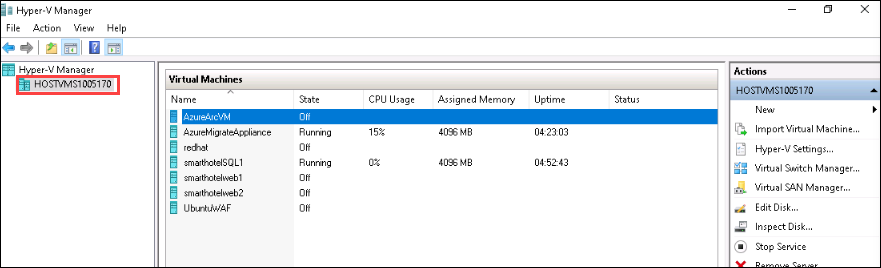 Hyper-V Manager
File Action View Help
Hyper-V Manager
HOSTVMS1005170
Virtual Machines
Name State CPU Usage Assigned Memory Uptime Status
AzureArcVM Off
AzureMigrateAppliance Running 15% 4096 MB 04:23:03
redhat Off
smarthotelSQL1 Running 0% 4096 MB 04:52:43
smarthotelweb1 Off
smarthotelweb2 Off
UbuntuWAF Off
Actions
HOSTVMS1005170
New
Import Virtual Machine...
Hyper-V Settings...
Virtual Switch Manager...
Virtual SAN Manager...
Edit Disk...
Inspect Disk...
Stop Service
Remove Server